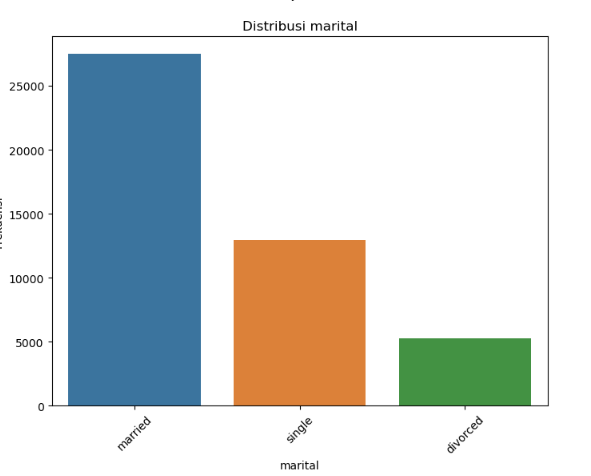 Distribusi marital
25000
20000
15000
10000
5000
0
married
single
divorced
marital